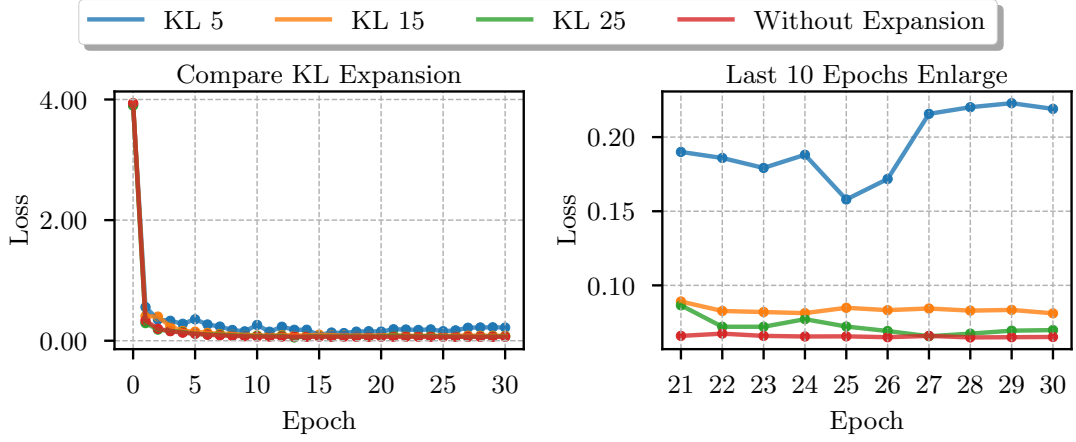 KL 5 KL 15 KL 25 Without Expansion
Compare KL Expansion
4.00
2.00
0.00
Loss
0 5 10 15 20 25 30
Epoch
Last 10 Epochs Enlarge
0.20
0.15
0.10
Loss
21 22 23 24 25 26 27 28 29 30
Epoch